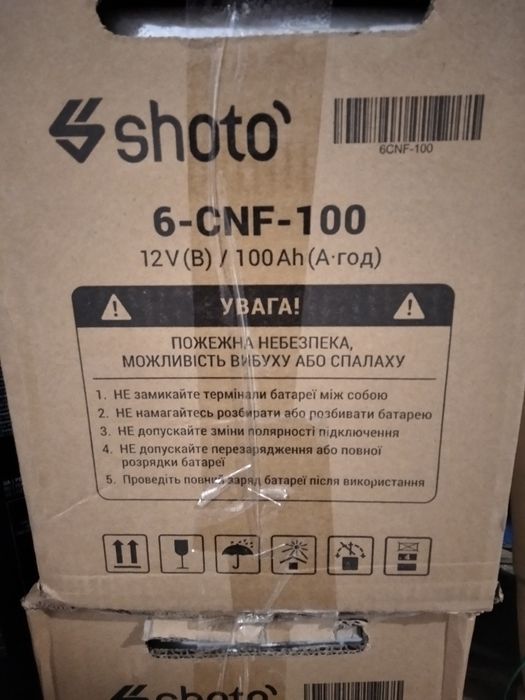 shoto
6CNF-100
6-CNF-100
12V(В) / 100Ah(А·год)
УВАГА!
ПОЖЕЖНА НЕБЕЗПЕКА,
МОЖЛИВІСТЬ ВИБУХУ АБО СПАЛАХУ
1. НЕ замикайте термінали батареї між собою
2. НЕ намагайтесь розбирати або розбивати батарею
3. НЕ допускайте зміни полярності підключення
4. НЕ допускайте перезарядження або повної
розрядки батареї
5. Проведіть повний заряд батареї після використання
shoto